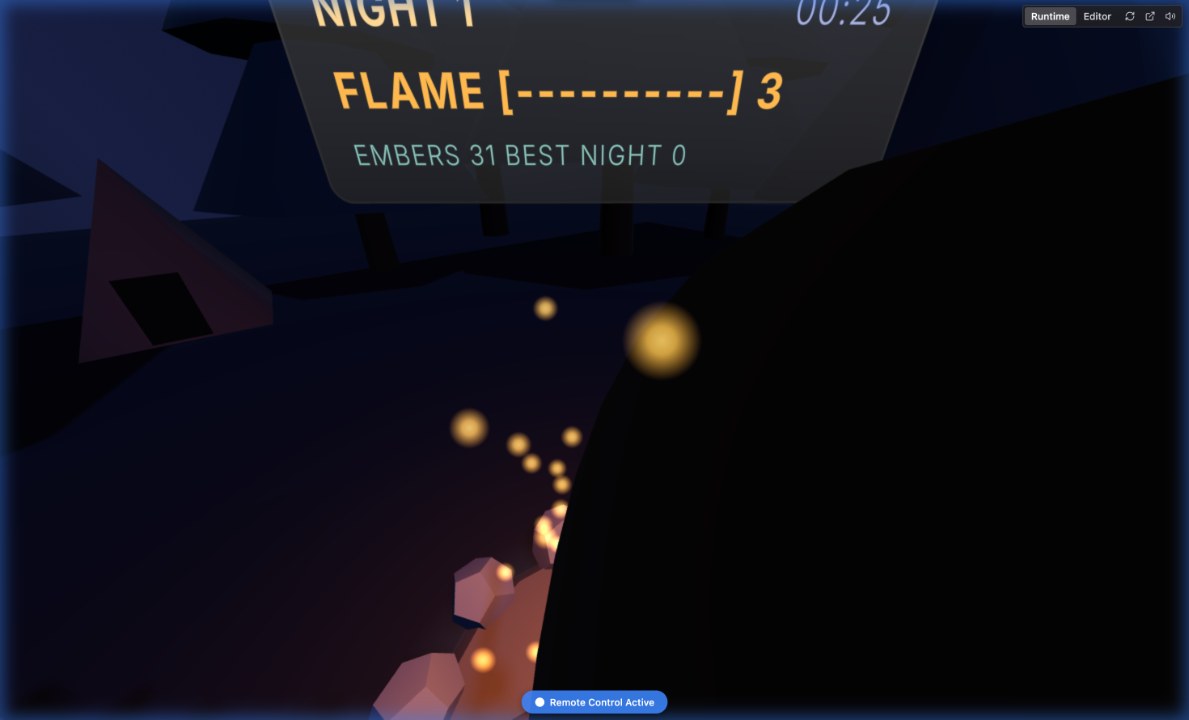 NIGHT 1 00:25
Runtime Editor
FLAME [----------] 3
EMBERS 31 BEST NIGHT 0
Remote Control Active